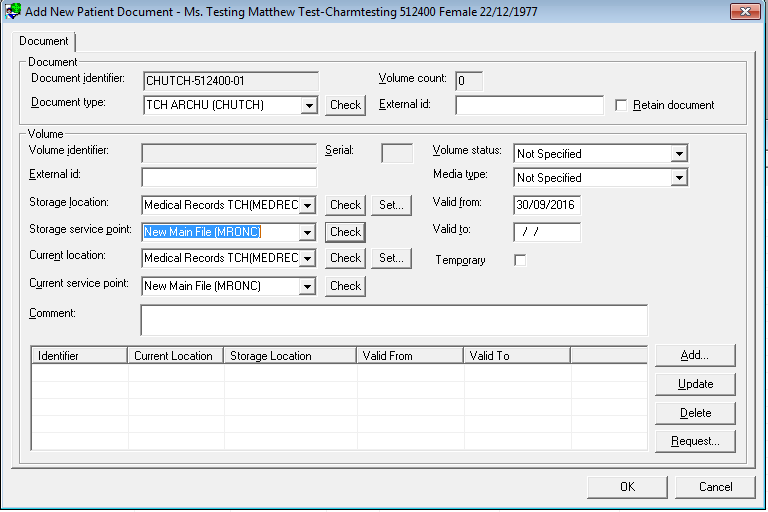 Add New Patient Document - Ms. Testing Matthew Test-Charmtesting 512400 Female 22/12/1977
Document
Document
Document identifier: CHUTCH-512400-01 Volume count: 0
Document type: TCH ARCHU (CHUTCH) Check External id: Retain document
Volume
Volume identifier: Serial: Volume status: Not Specified
External id: Media type: Not Specified
Storage location: Medical Records TCH(MEDREC Check Set... Valid from: 30/09/2016
Storage service point: New Main File (MRONC) Check Valid to: / /
Current location: Medical Records TCH(MEDREC Check Set... Temporary
Current service point: New Main File (MRONC) Check
Comment:
Identifier Current Location Storage Location Valid From Valid To
Add...
Update
Delete
Request...
OK Cancel